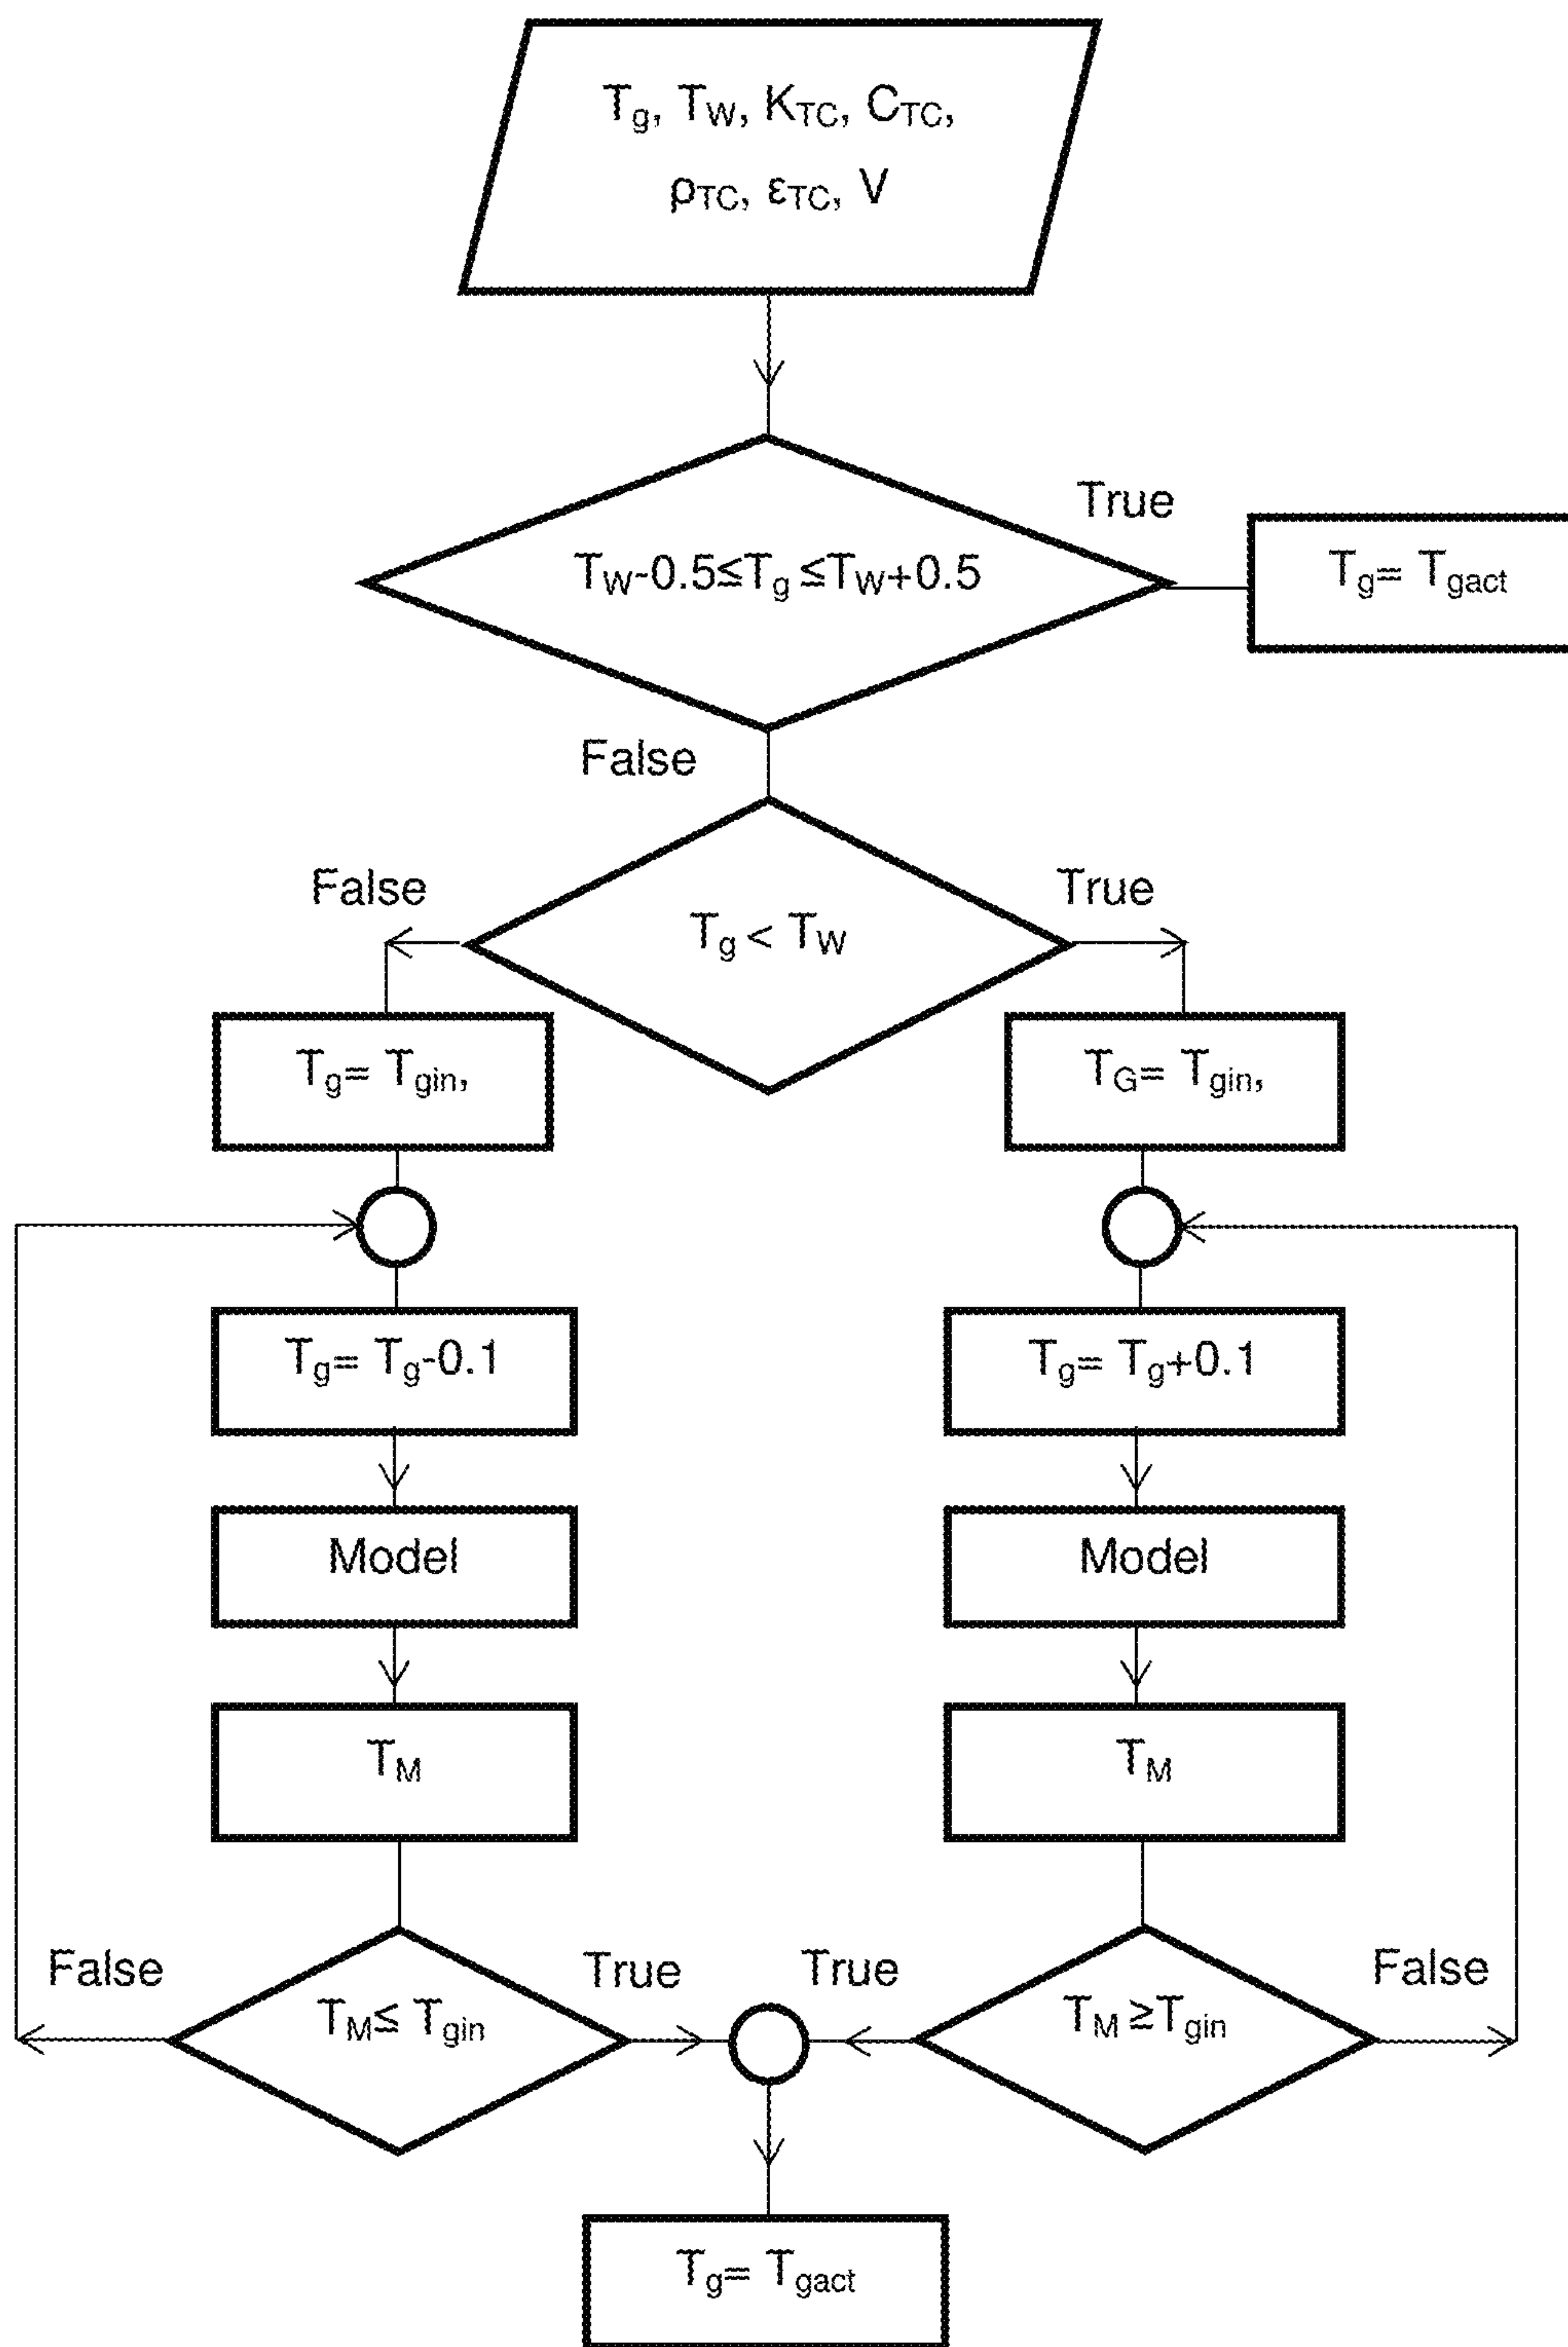 Tg, TW, KTC, CTC,
ρTC, εTC, V
True
TW-0.5≤Tg ≤TW+0.5
Tg= Tgact
False
False
True
Tg < TW
Tg= Tgin,
TG= Tgin,
Tg= Tg-0.1
Tg= Tg+0.1
Model
Model
TM
TM
False
True
True
False
TM≤ Tgin
TM ≥Tgin
Tg= Tgact